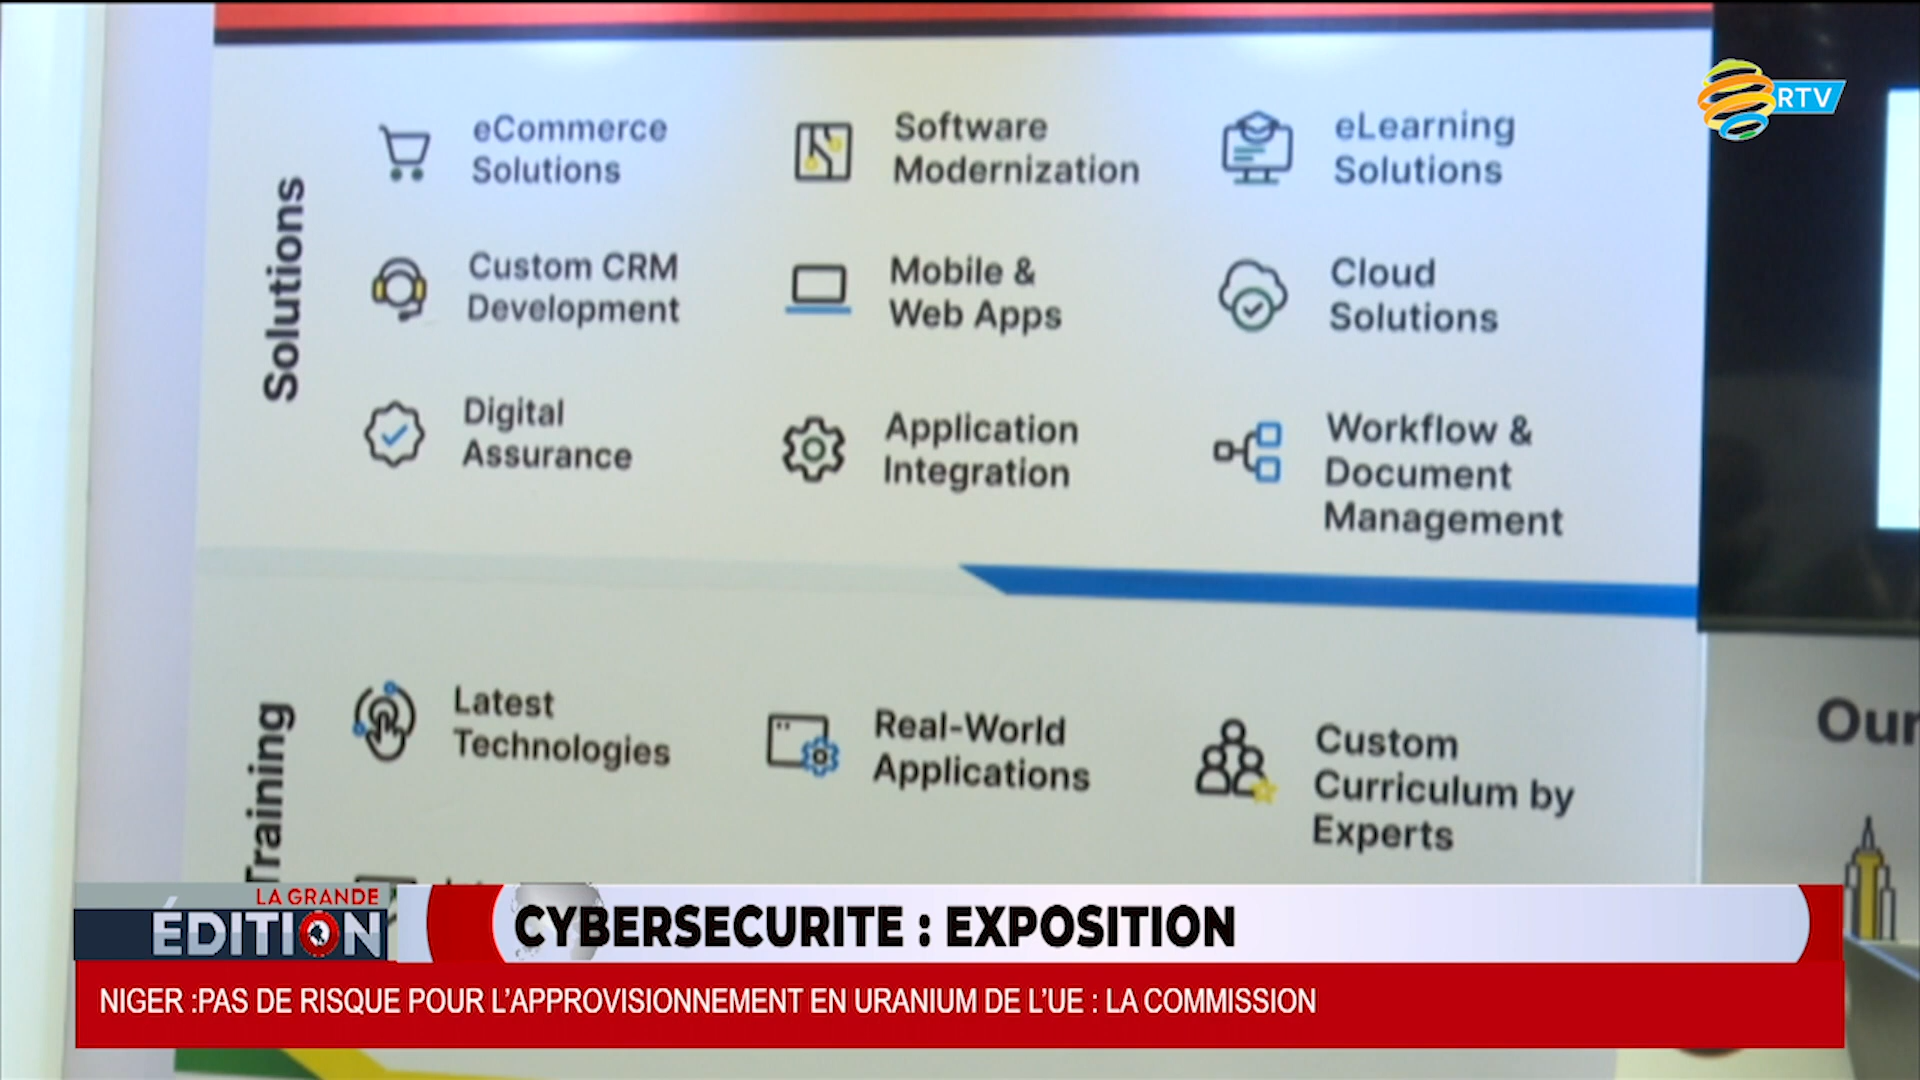 RTV
Solutions
eCommerce
Solutions
Software
Modernization
eLearning
Solutions
Custom CRM
Development
Mobile &
Web Apps
Cloud
Solutions
Digital
Assurance
Application
Integration
Workflow &
Document
Management
Training
Latest
Technologies
Real-World
Applications
Custom
Curriculum by
Experts
Our
LA GRANDE
ÉDITION
CYBERSECURITE : EXPOSITION
NIGER :PAS DE RISQUE POUR L’APPROVISIONNEMENT EN URANIUM DE L’UE : LA COMMISSION